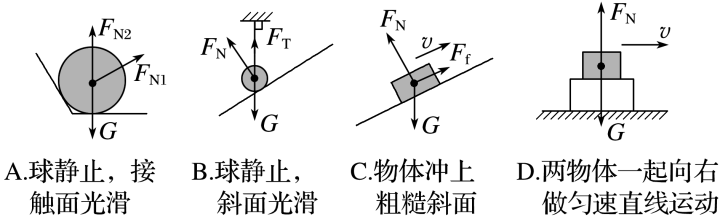 F_N2
F_N1
G
F_N
F_T
G
F_N
v
F_f
G
F_N
v
G
A.球静止，接
触面光滑
B.球静止，
斜面光滑
C.物体冲上
粗糙斜面
D.两物体一起向右
做匀速直线运动